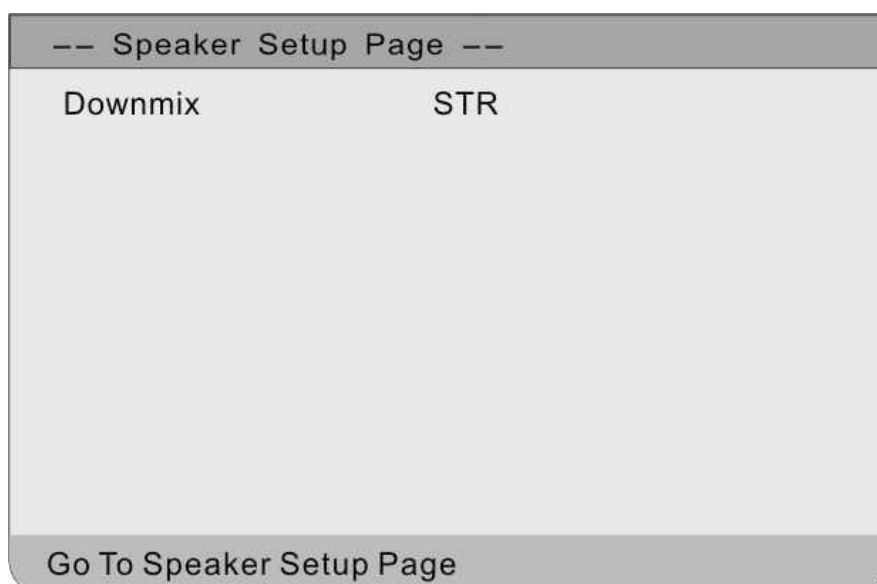 -- Speaker Setup Page --
Downmix STR
Go To Speaker Setup Page